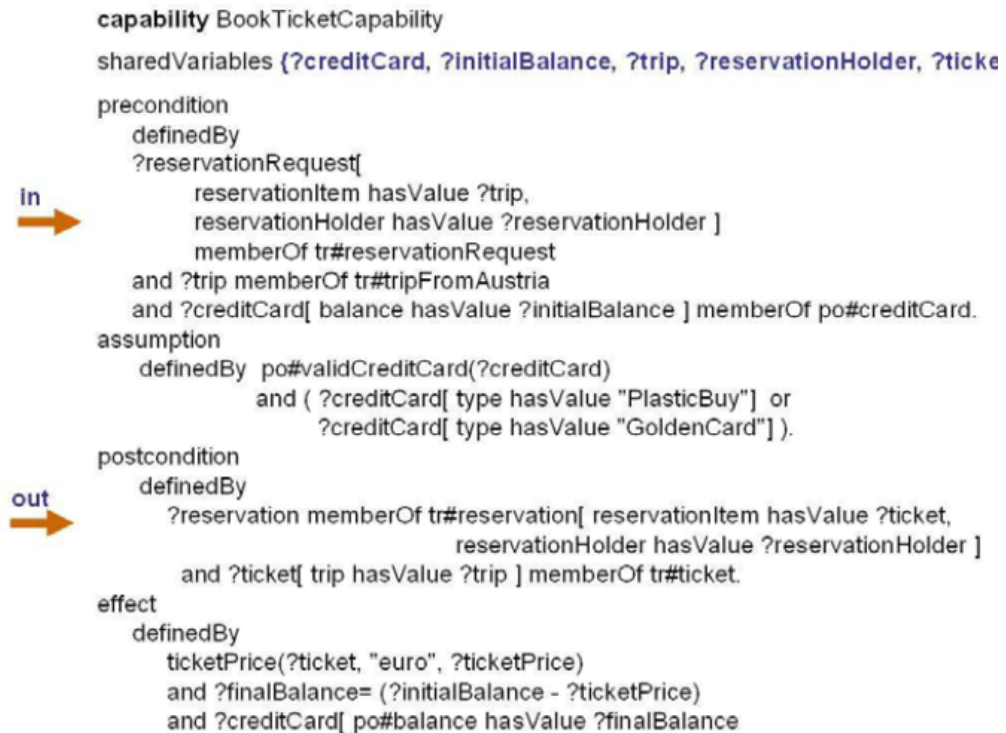 capability BookTicketCapability
sharedVariables {?creditCard, ?initialBalance, ?trip, ?reservationHolder, ?ticke
precondition
definedBy
?reservationRequest[
in
reservationItem hasValue ?trip,
reservationHolder hasValue ?reservationHolder ]
memberOf tr#reservationRequest
and ?trip memberOf tr#tripFromAustria
and ?creditCard[ balance hasValue ?initialBalance ] memberOf po#creditCard.
assumption
definedBy po#validCreditCard(?creditCard)
and ( ?creditCard[ type hasValue "PlasticBuy"] or
?creditCard[ type hasValue "GoldenCard"] ).
postcondition
definedBy
out
?reservation memberOf tr#reservation[ reservationItem hasValue ?ticket,
reservationHolder hasValue ?reservationHolder ]
and ?ticket[ trip hasValue ?trip ] memberOf tr#ticket.
effect
definedBy
ticketPrice(?ticket, "euro", ?ticketPrice)
and ?finalBalance= (?initialBalance - ?ticketPrice)
and ?creditCard[ po#balance hasValue ?finalBalance